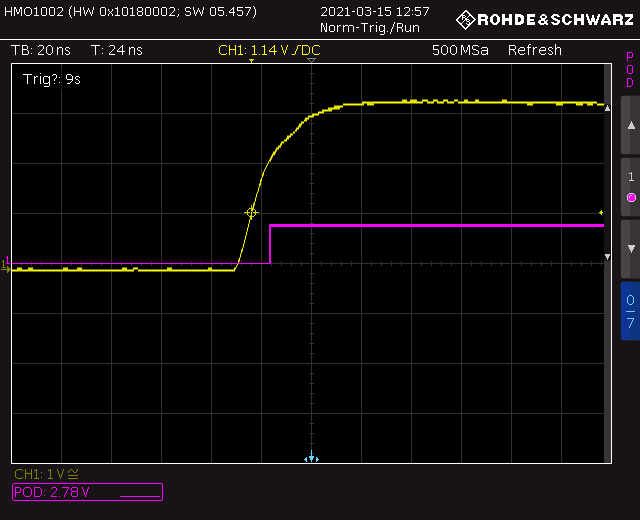 HMO1002 (HW 0x10180002; SW 05.457)
2021-03-15 12:57
Norm-Trig./Run
ROHDE&SCHWARZ
TB: 20 ns
T: 24 ns
CH1: 1.14 V / DC
500 MSa
Refresh
Trig?: 9s
POD
1
0
7
1
CH1: 1 V
POD: 2.78 V